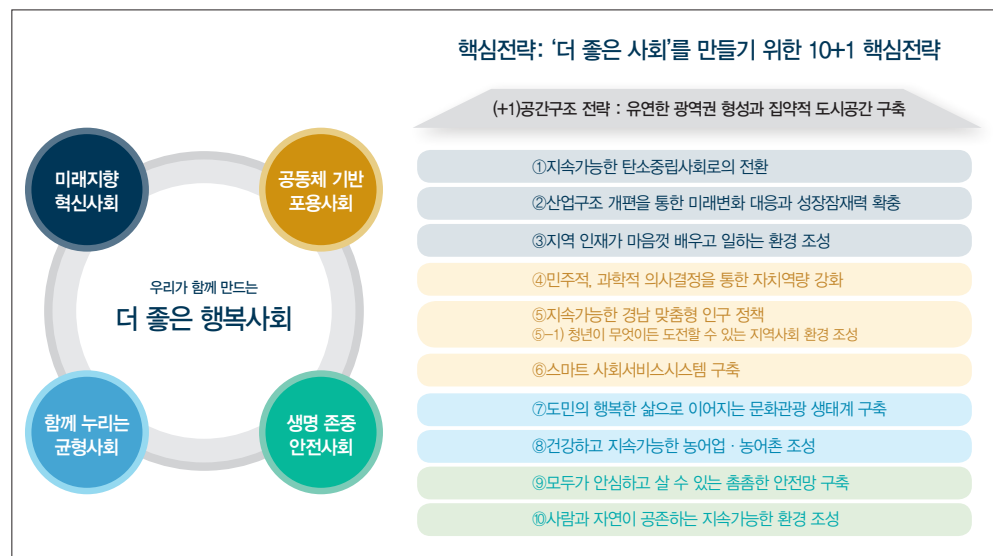 핵심전략: ‘더 좋은 사회’를 만들기 위한 10+1 핵심전략
(+1)공간구조 전략 : 유연한 광역권 형성과 집약적 도시공간 구축
미래지향
혁신사회
공동체 기반
포용사회
우리가 함께 만드는
더 좋은 행복사회
함께 누리는
균형사회
생명 존중
안전사회
①지속가능한 탄소중립사회로의 전환
②산업구조 개편을 통한 미래변화 대응과 성장잠재력 확충
③지역 인재가 마음껏 배우고 일하는 환경 조성
④민주적, 과학적 의사결정을 통한 자치역량 강화
⑤지속가능한 경남 맞춤형 인구 정책
⑤-1) 청년이 무엇이든 도전할 수 있는 지역사회 환경 조성
⑥스마트 사회서비스시스템 구축
⑦도민의 행복한 삶으로 이어지는 문화관광 생태계 구축
⑧건강하고 지속가능한 농어업 · 농어촌 조성
⑨모두가 안심하고 살 수 있는 촘촘한 안전망 구축
⑩사람과 자연이 공존하는 지속가능한 환경 조성